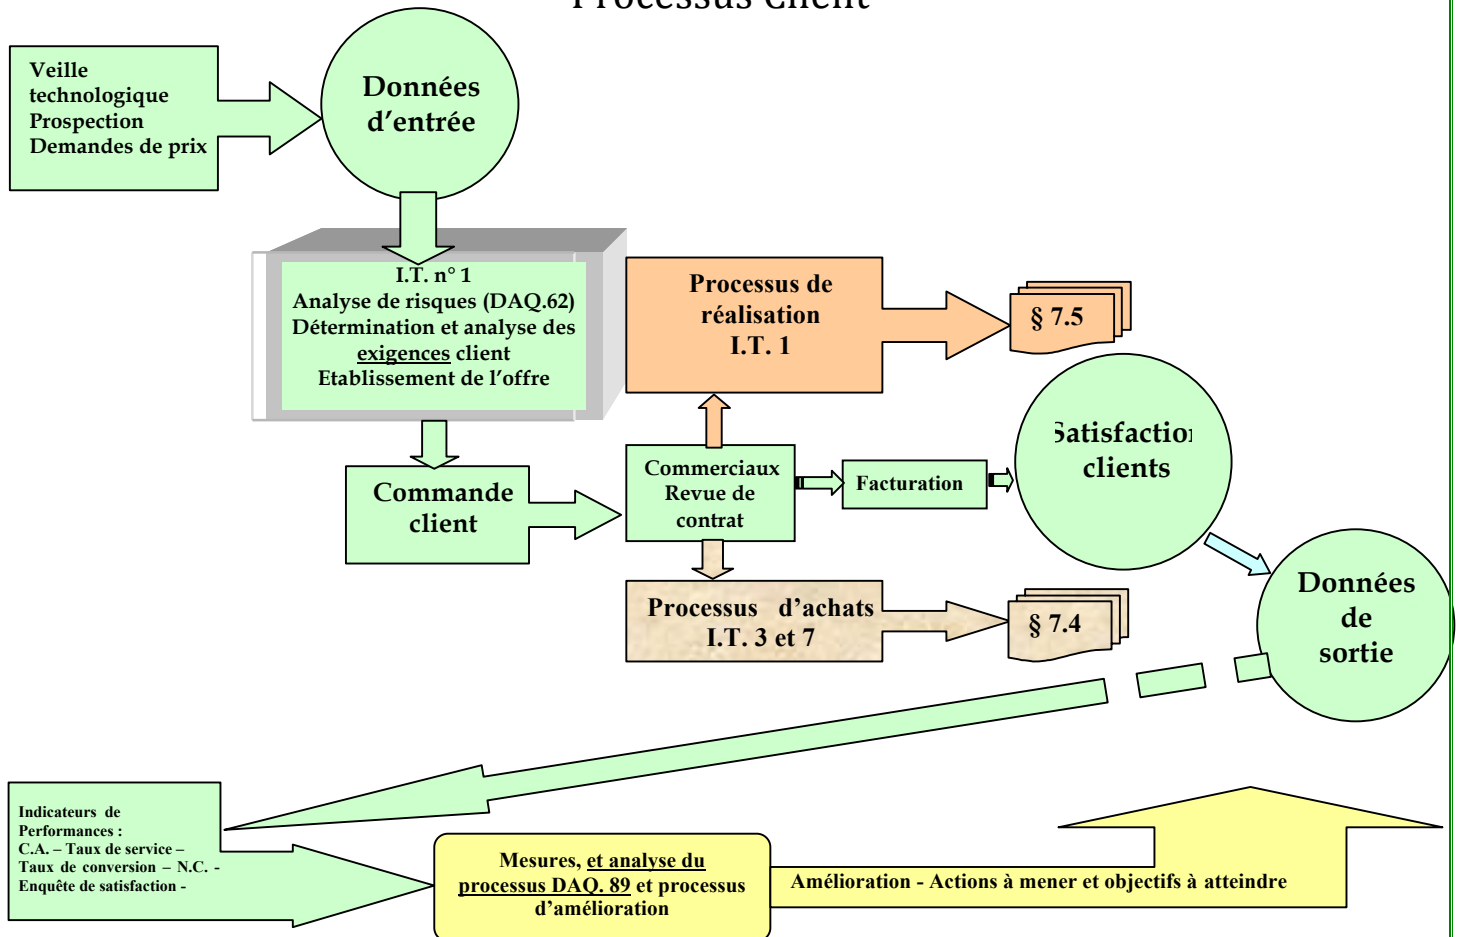 Processus Client
Veille
technologique
Prospection
Demandes de prix
Données
d'entrée
I.T. n° 1
Analyse de risques (DAQ.62)
Détermination et analyse des
exigences client
Etablissement de l'offre
Processus de
réalisation
I.T. 1
§ 7.5
Commande
client
Commerciaux
Revue de
contrat
Facturation
Satisfaction
clients
Processus d'achats
I.T. 3 et 7
§ 7.4
Données
de
sortie
Indicateurs de
Performances :
C.A. – Taux de service –
Taux de conversion – N.C. -
Enquête de satisfaction -
Mesures, et analyse du
processus DAQ. 89 et processus
d'amélioration
Amélioration - Actions à mener et objectifs à atteindre